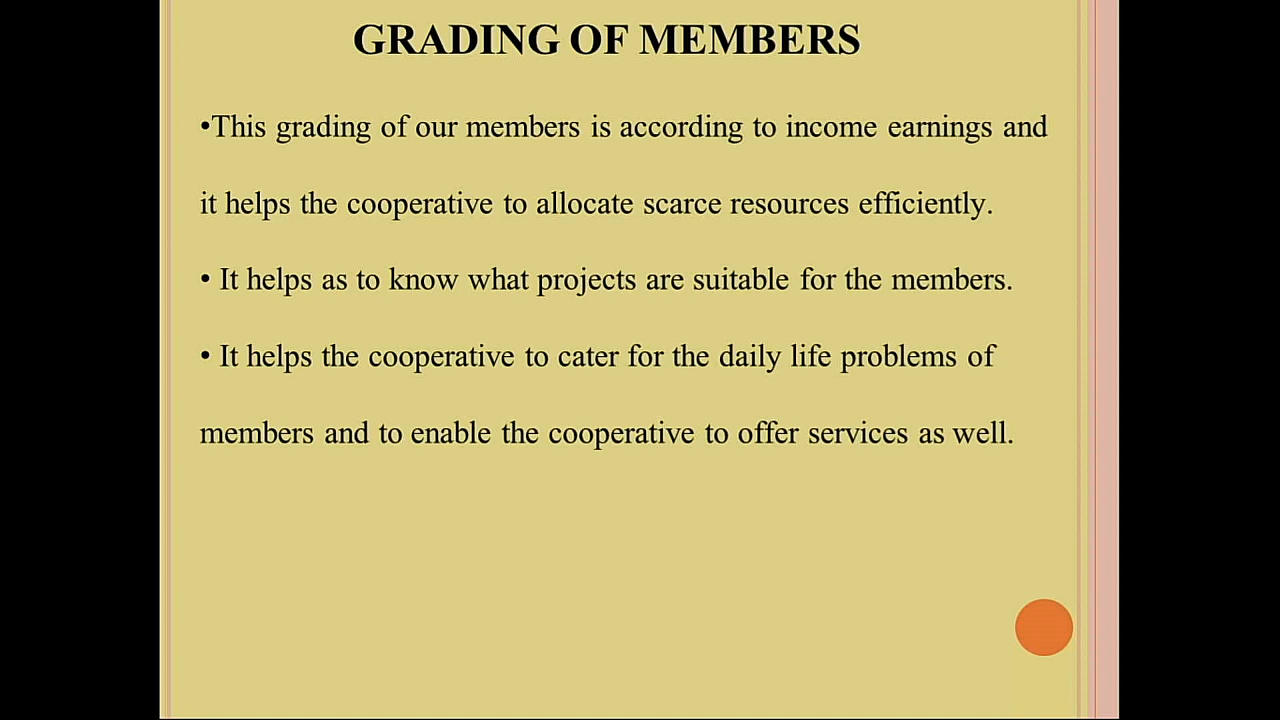 GRADING OF MEMBERS
•This grading of our members is according to income earnings and
it helps the cooperative to allocate scarce resources efficiently.
• It helps as to know what projects are suitable for the members.
• It helps the cooperative to cater for the daily life problems of
members and to enable the cooperative to offer services as well.